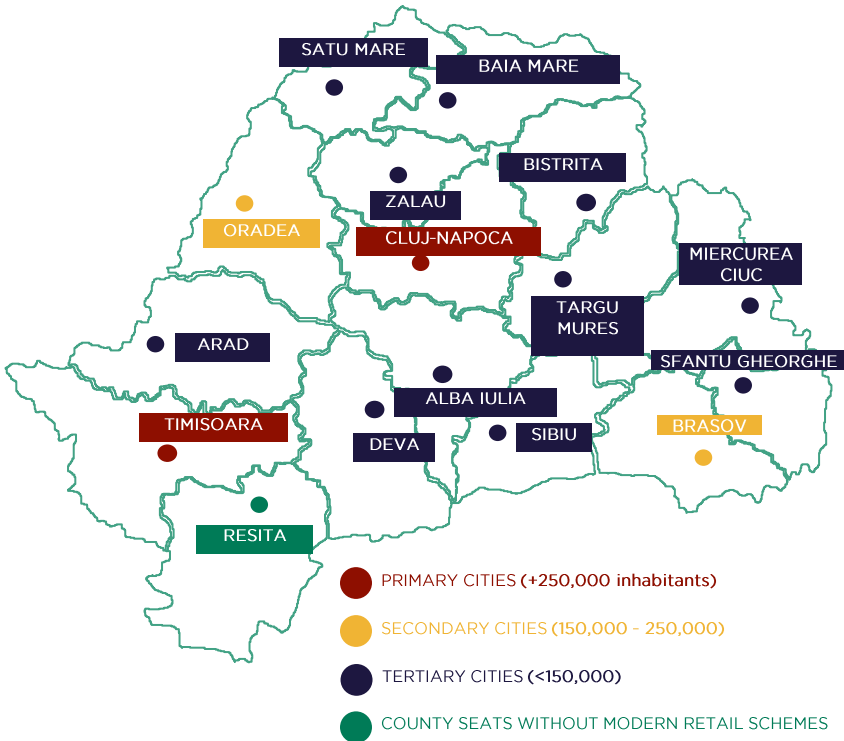 SATU MARE
BAIA MARE
BISTRITA
ZALAU
ORADEA
CLUJ-NAPOCA
MIERCUREA
CIUC
TARGU
MURES
ARAD
SFANTU GHEORGHE
ALBA IULIA
TIMISOARA
BRASOV
SIBIU
DEVA
RESITA
PRIMARY CITIES (+250,000 inhabitants)
SECONDARY CITIES (150,000 - 250,000)
TERTIARY CITIES (<150,000)
COUNTY SEATS WITHOUT MODERN RETAIL SCHEMES